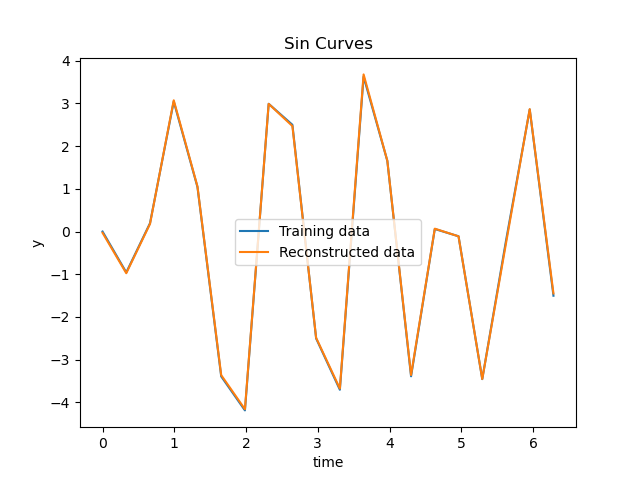 Sin Curves
4
3
2
1
0
−1
−2
−3
−4
y
Training data
Reconstructed data
0 1 2 3 4 5 6
time